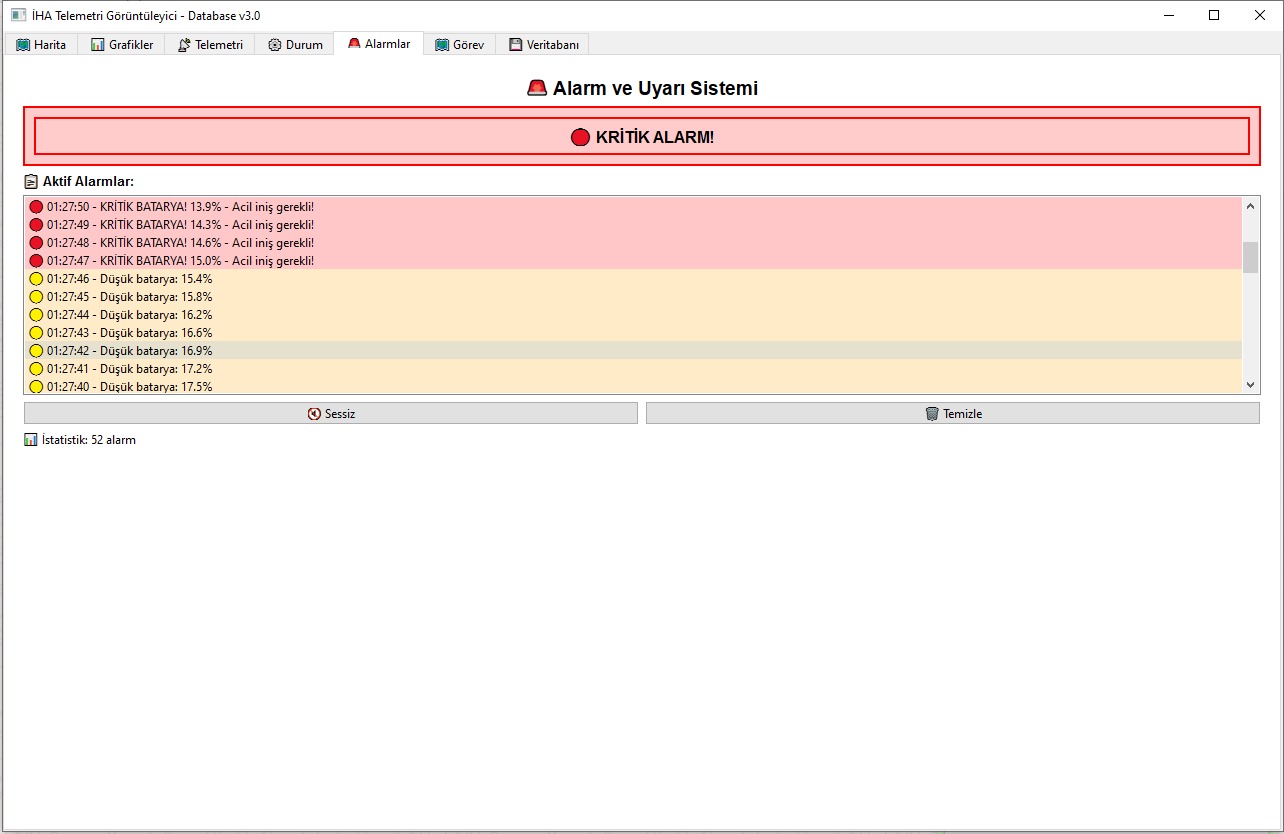 İHA Telemetri Görüntüleyici - Database v3.0
Harita Grafikler Telemetri Durum Alarmlar Görev Veritabanı
Alarm ve Uyarı Sistemi
KRİTİK ALARM!
Aktif Alarmlar:
01:27:50 - KRİTİK BATARYA! 13.9% - Acil iniş gerekli!
01:27:49 - KRİTİK BATARYA! 14.3% - Acil iniş gerekli!
01:27:48 - KRİTİK BATARYA! 14.6% - Acil iniş gerekli!
01:27:47 - KRİTİK BATARYA! 15.0% - Acil iniş gerekli!
01:27:46 - Düşük batarya: 15.4%
01:27:45 - Düşük batarya: 15.8%
01:27:44 - Düşük batarya: 16.2%
01:27:43 - Düşük batarya: 16.6%
01:27:42 - Düşük batarya: 16.9%
01:27:41 - Düşük batarya: 17.2%
01:27:40 - Düşük batarya: 17.5%
Sessiz Temizle
İstatistik: 52 alarm